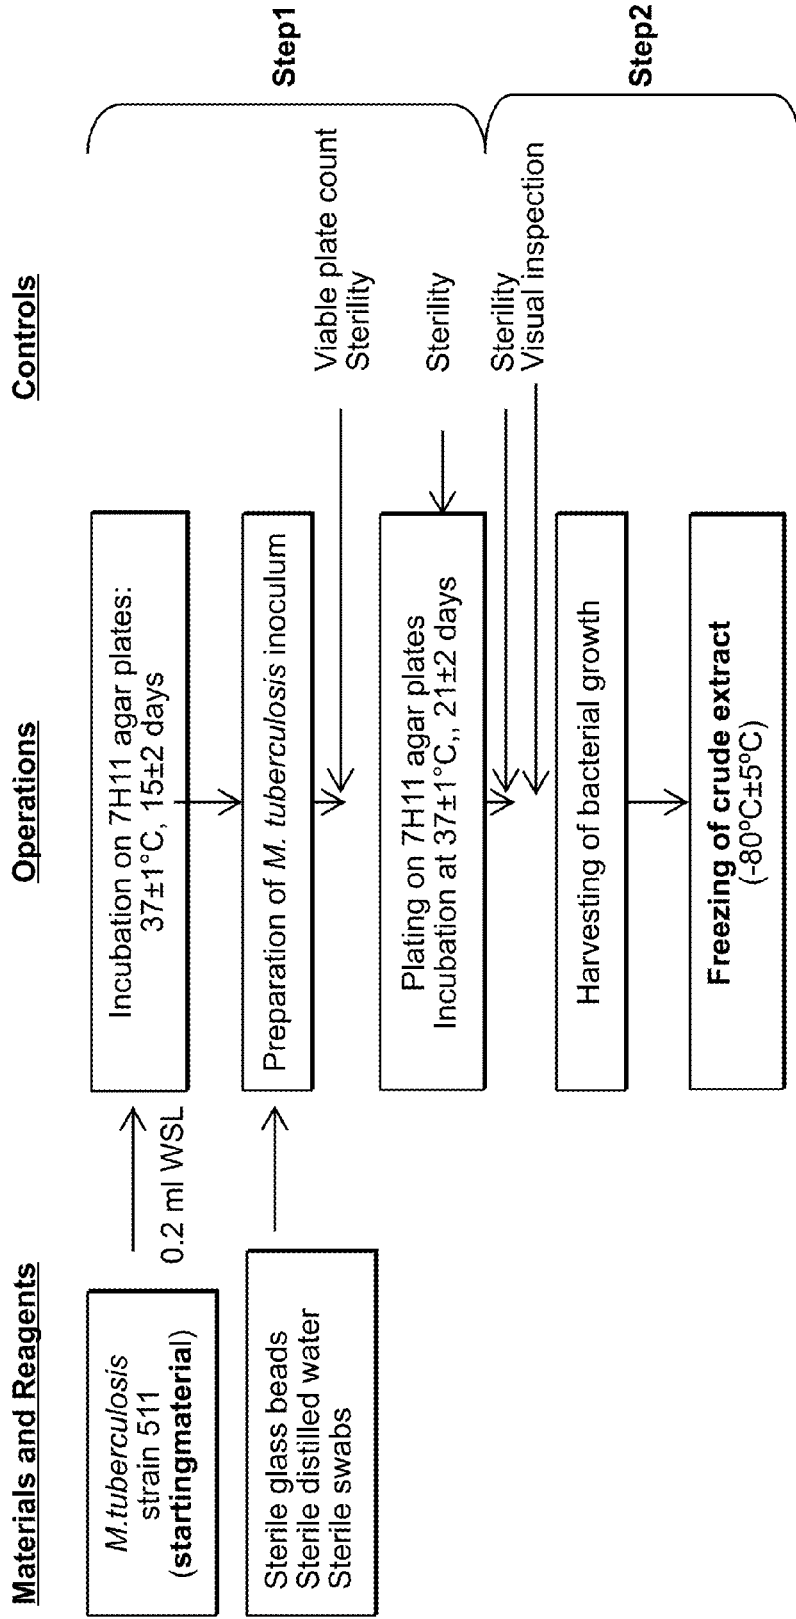 Materials and Reagents
Operations
Controls
M.tuberculosis
strain 511
(startingmaterial)
0.2 ml WSL
Incubation on 7H11 agar plates:
37±1°C, 15±2 days
Sterile glass beads
Sterile distilled water
Sterile swabs
Preparation of M. tuberculosis inoculum
Viable plate count
Sterility
Plating on 7H11 agar plates
Incubation at 37±1°C,, 21±2 days
Sterility
Step1
Sterility
Visual inspection
Harvesting of bacterial growth
Freezing of crude extract
(-80ºC±5ºC)
Step2